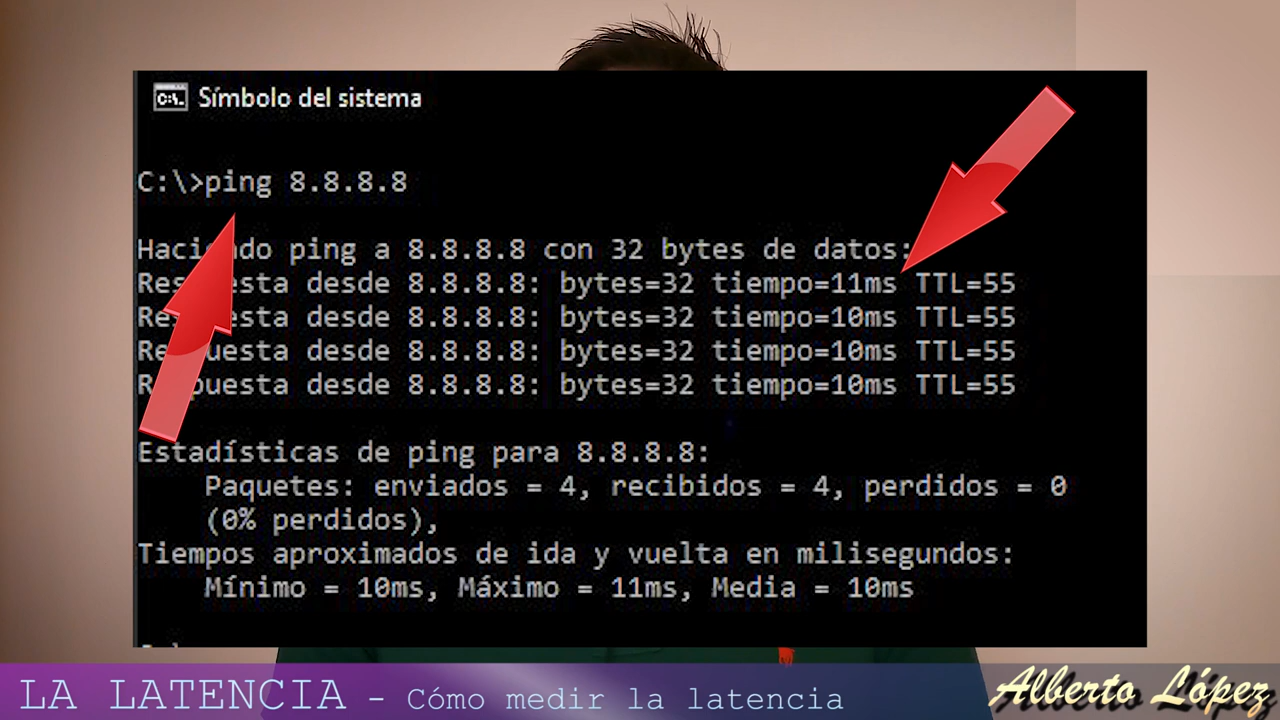 C:\. Símbolo del sistema
C:\>ping 8.8.8.8
Haciendo ping a 8.8.8.8 con 32 bytes de datos:
Respuesta desde 8.8.8.8: bytes=32 tiempo=11ms TTL=55
Respuesta desde 8.8.8.8: bytes=32 tiempo=10ms TTL=55
Respuesta desde 8.8.8.8: bytes=32 tiempo=10ms TTL=55
Respuesta desde 8.8.8.8: bytes=32 tiempo=10ms TTL=55
Estadísticas de ping para 8.8.8.8:
Paquetes: enviados = 4, recibidos = 4, perdidos = 0
(0% perdidos),
Tiempos aproximados de ida y vuelta en milisegundos:
Mínimo = 10ms, Máximo = 11ms, Media = 10ms
LA LATENCIA - Cómo medir la latencia
Alberto López